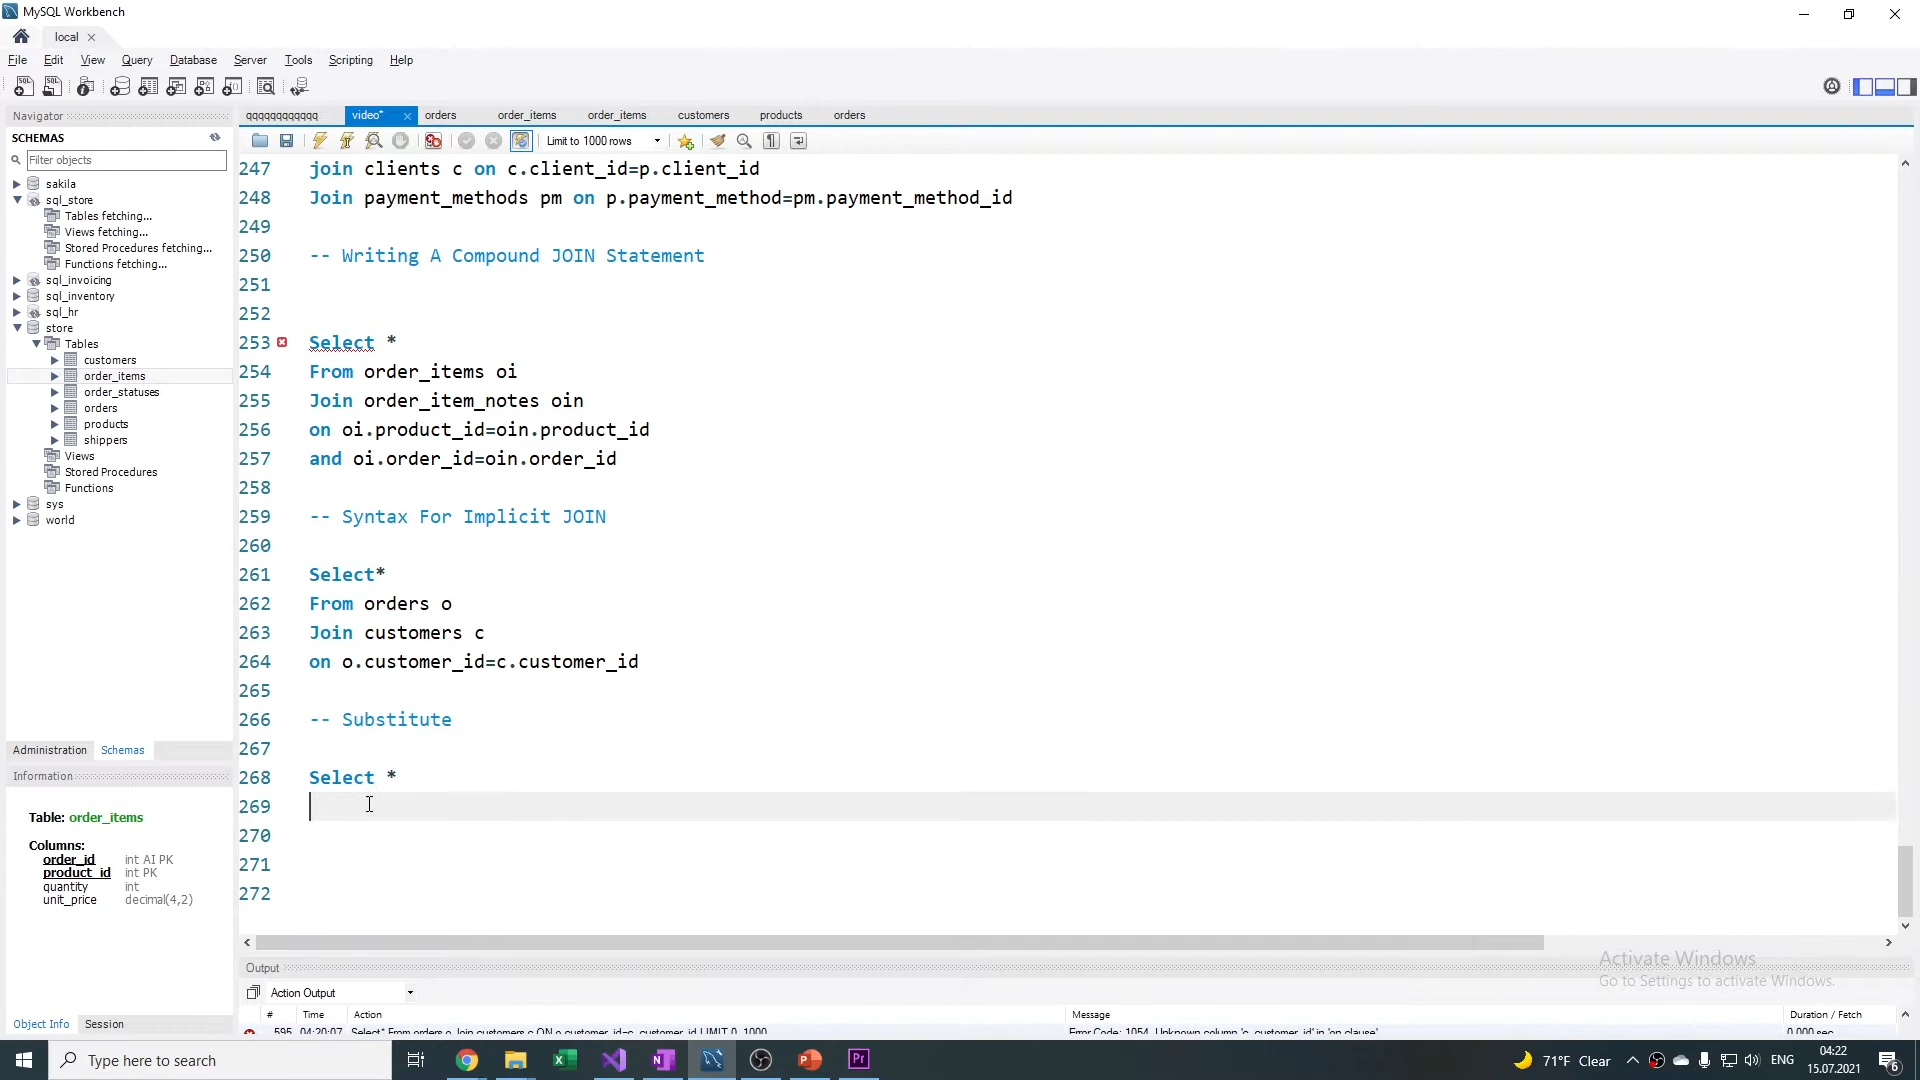 MySQL Workbench
local
File Edit View Query Database Server Tools Scripting Help
Navigator
SCHEMAS
Filter objects
sakila
sql_store
Tables fetching...
Views fetching...
Stored Procedures fetching...
Functions fetching...
sql_invoicing
sql_inventory
sql_hr
store
Tables
customers
order_items
order_statuses
orders
products
shippers
Views
Stored Procedures
Functions
sys
world
Administration Schemas
Information
Table: order_items
Columns:
order_id int AI PK
product_id int PK
quantity int
unit_price decimal(4,2)
Object Info Session
qqqqqqqqqqqq video* orders order_items order_items customers products orders
Limit to 1000 rows
247 join clients c on c.client_id=p.client_id
248 Join payment_methods pm on p.payment_method=pm.payment_method_id
249
250 -- Writing A Compound JOIN Statement
251
252
253 Select *
254 From order_items oi
255 Join order_item_notes oin
256 on oi.product_id=oin.product_id
257 and oi.order_id=oin.order_id
258
259 -- Syntax For Implicit JOIN
260
261 Select*
262 From orders o
263 Join customers c
264 on o.customer_id=c.customer_id
265
266 -- Substitute
267
268 Select *
269
270
271
272
Activate Windows
Go to Settings to activate Windows.
Output
Action Output
# Time Action Message Duration / Fetch
595 04:20:07 Select* From orders o Join customers c ON o.customer_id=c_customer_id LIMIT 0, 1000 Error Code: 1054. Unknown column 'c_customer_id' in 'on clause' 0.000 sec
Type here to search
71°F Clear
ENG
04:22
15.07.2021
6